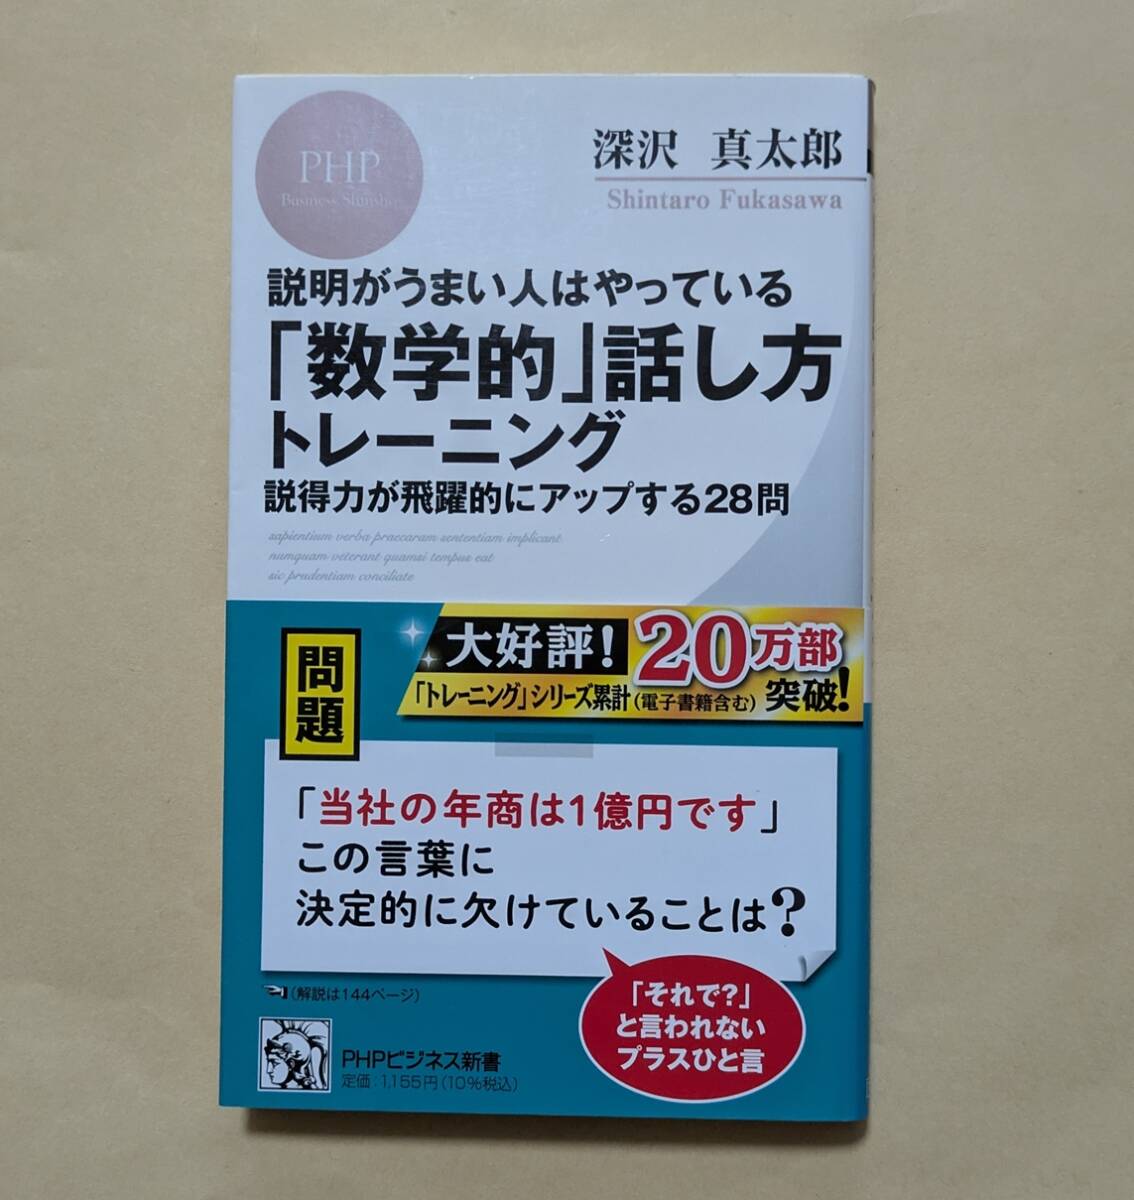 PHP
Business Shinsho
深沢 真太郎
Shintaro Fukasawa
説明がうまい人はやっている
「数学的」話し方
トレーニング
説得力が飛躍的にアップする28問
sapientium verba praecaram sententiam implicant
numquam veterant quamsi tempus eat
sic prudentiam conciliate
問題
大好評!
20万部
「トレーニング」シリーズ累計(電子書籍含む)
突破!
「当社の年商は1億円です」
この言葉に
決定的に欠けていることは?
(解説は144ページ)
「それで?」
と言われない
プラスひと言
PHPビジネス新書
定価:1,155円(10%税込)